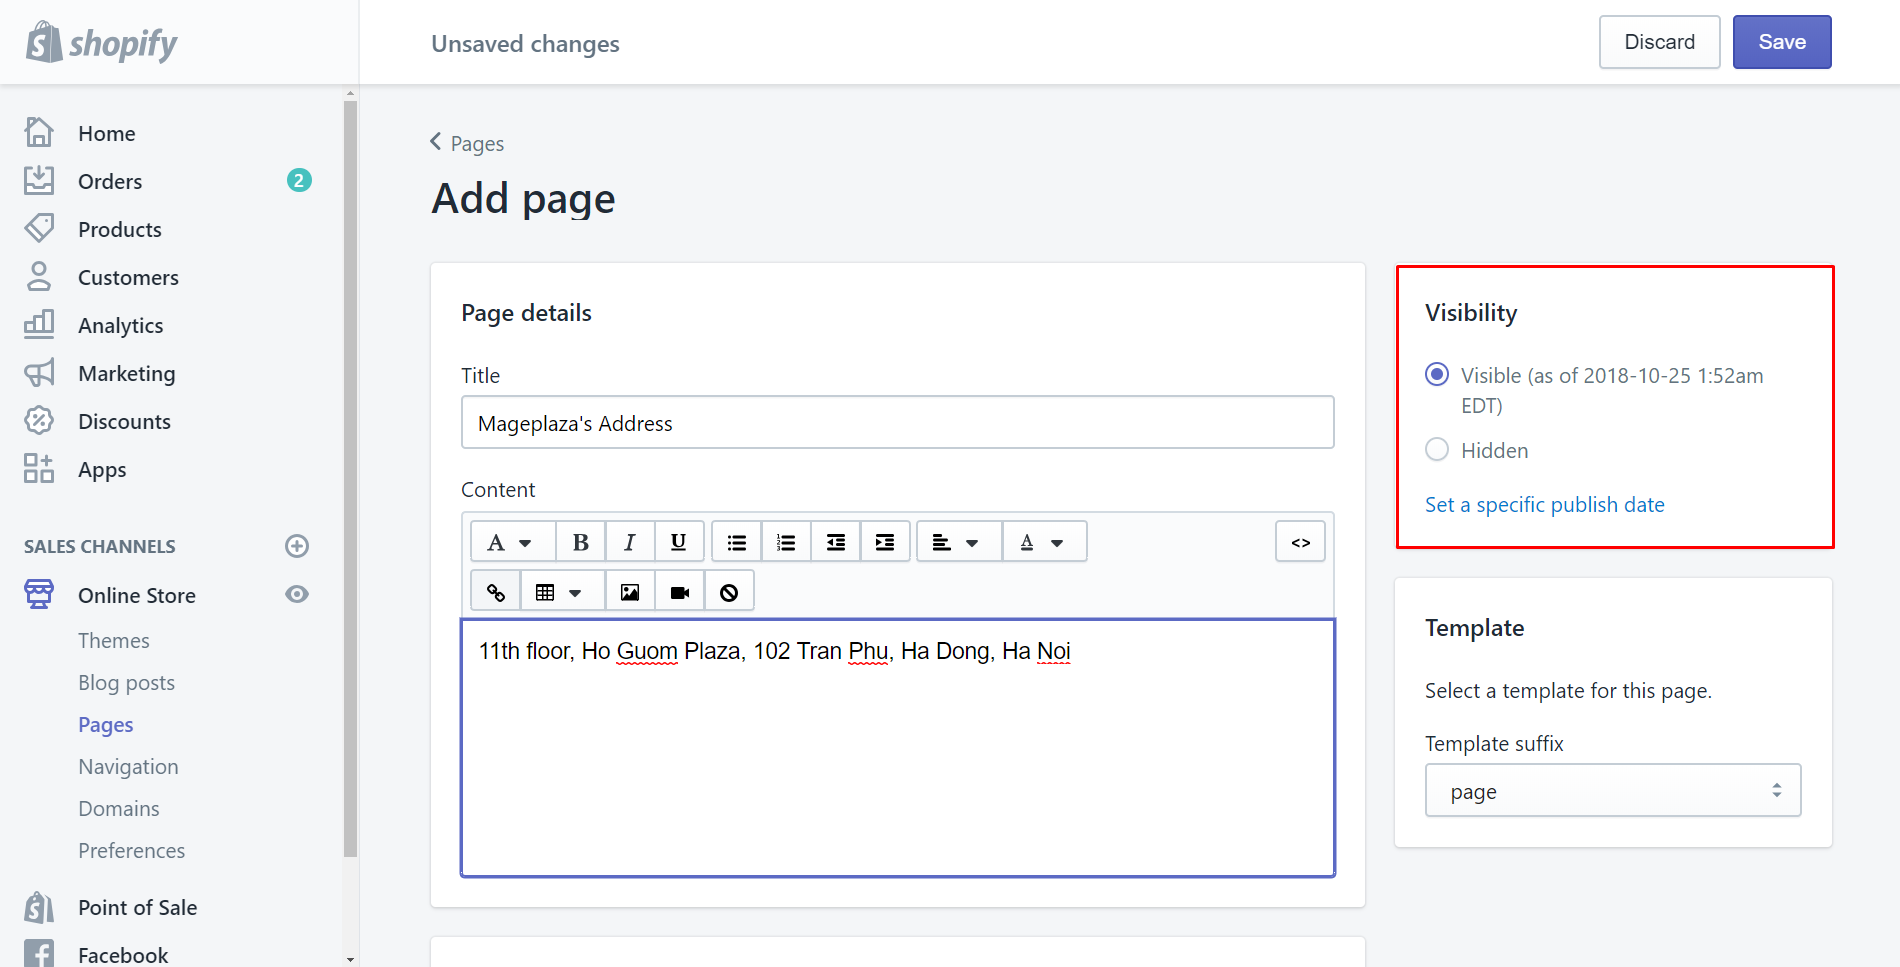 shopify
Unsaved changes
Discard
Save
Home
Orders
2
Products
Customers
Analytics
Marketing
Discounts
Apps
SALES CHANNELS
Online Store
Themes
Blog posts
Pages
Navigation
Domains
Preferences
Point of Sale
Facebook
Pages
Add page
Page details
Title
Mageplaza's Address
Content
A
B
I
U
A
<>
11th floor, Ho Guom Plaza, 102 Tran Phu, Ha Dong, Ha Noi
Visibility
Visible (as of 2018-10-25 1:52am
EDT)
Hidden
Set a specific publish date
Template
Select a template for this page.
Template suffix
page